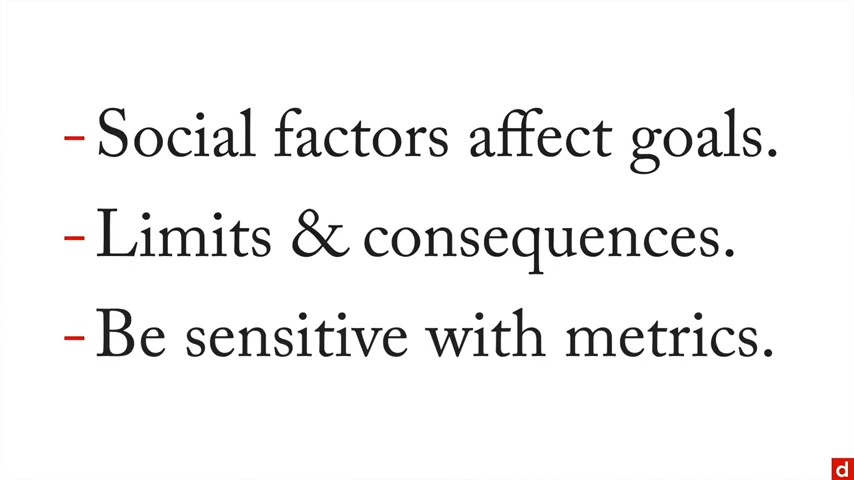 - Social factors affect goals.
- Limits & consequences.
- Be sensitive with metrics.
d